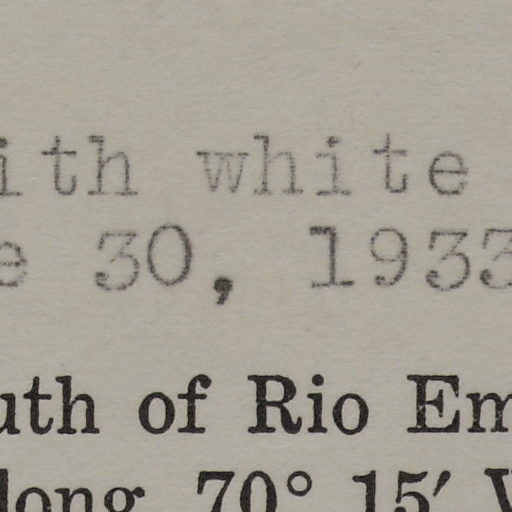 ith white
e 30, 1933
uth of Rio Em
long. 70° 15′ W